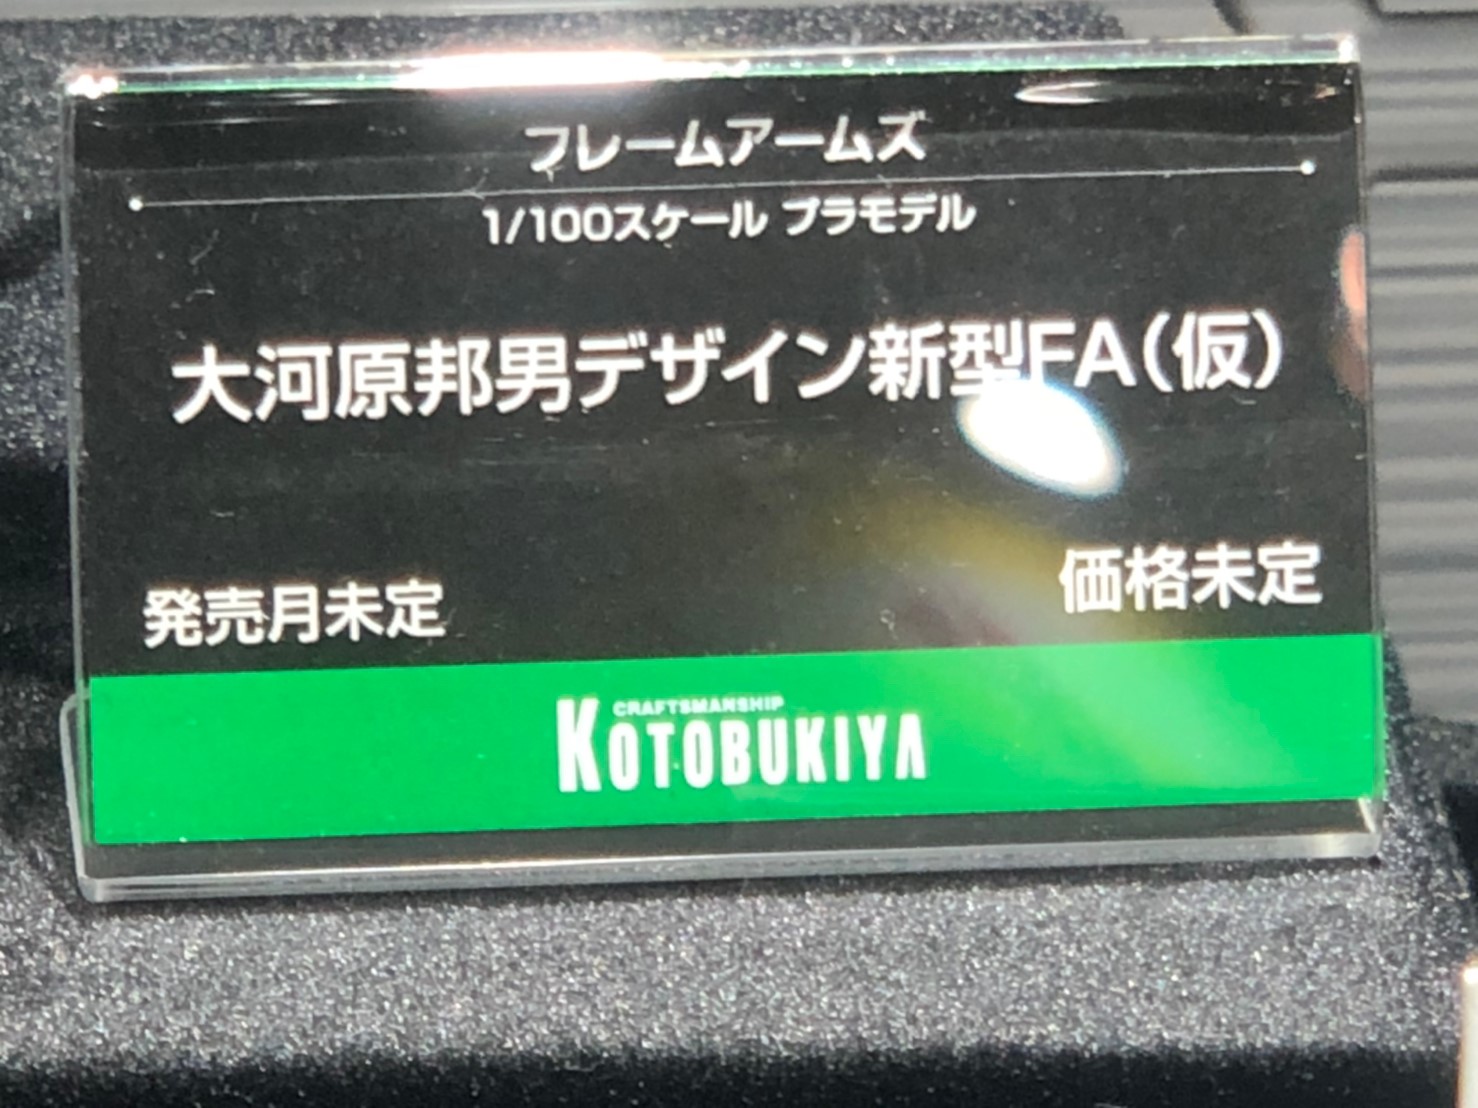 フレームアームズ
1/100スケール プラモデル
大河原邦男デザイン新型FA(仮)
発売月未定
価格未定
CRAFTSMANSHIP
KOTOBUKIYA